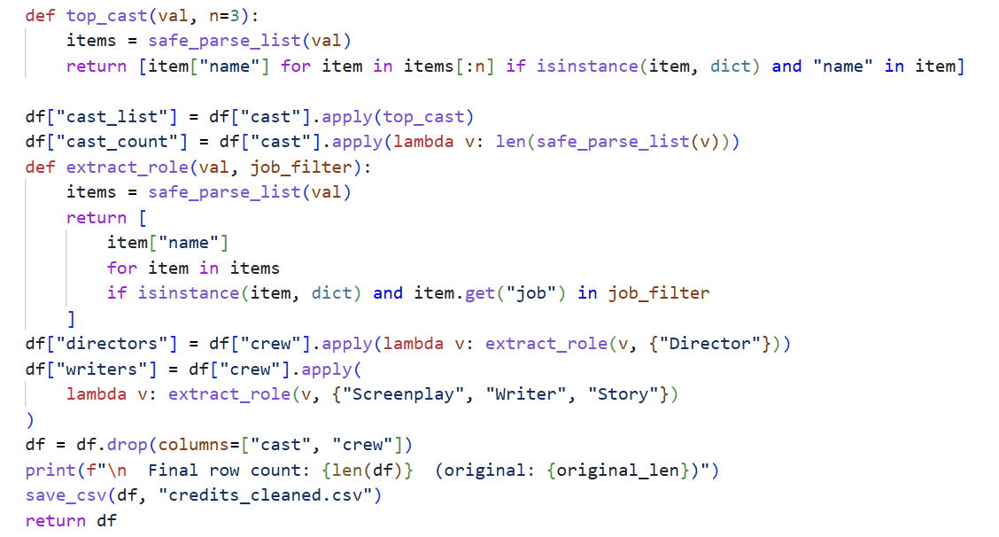 def top_cast(val, n=3):
    items = safe_parse_list(val)
    return [item["name"] for item in items[:n] if isinstance(item, dict) and "name" in item]

df["cast_list"] = df["cast"].apply(top_cast)
df["cast_count"] = df["cast"].apply(lambda v: len(safe_parse_list(v)))
def extract_role(val, job_filter):
    items = safe_parse_list(val)
    return [
        item["name"]
        for item in items
        if isinstance(item, dict) and item.get("job") in job_filter
    ]
df["directors"] = df["crew"].apply(lambda v: extract_role(v, {"Director"}))
df["writers"] = df["crew"].apply(
    lambda v: extract_role(v, {"Screenplay", "Writer", "Story"})
)
df = df.drop(columns=["cast", "crew"])
print(f"\n  Final row count: {len(df)}  (original: {original_len})")
save_csv(df, "credits_cleaned.csv")
return df